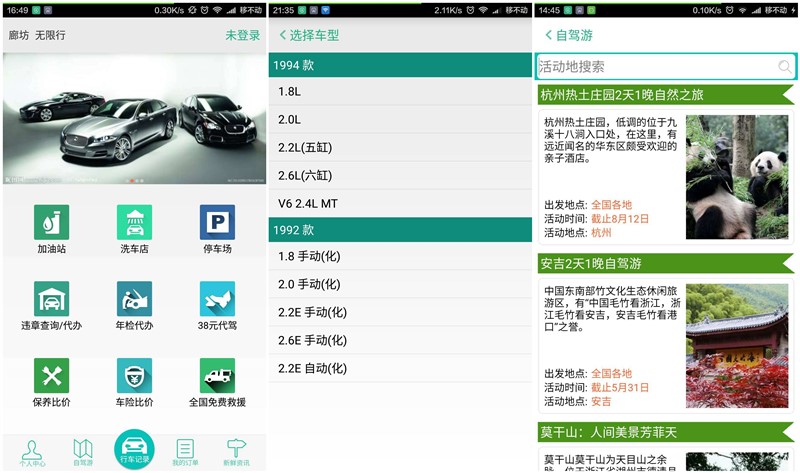 16:49
0.30K/s
移不动
廊坊 无限行
未登录
加油站
洗车店
停车场
违章查询/代办
年检代办
38元代驾
保养比价
车险比价
全国免费救援
个人中心
自驾游
行车记录
我的订单
新鲜资讯
21:35
2.11K/s
移不动
选择车型
1994 款
1.8L
2.0L
2.2L(五缸)
2.6L(六缸)
V6 2.4L MT
1992 款
1.8 手动(化)
2.0 手动(化)
2.2E 手动(化)
2.6E 手动(化)
2.2E 自动(化)
14:45
0.10K/s
移不动
自驾游
活动地搜索
杭州热土庄园2天1晚自然之旅
杭州热土庄园，低调的位于九
溪十八涧入口处，在这里，有
远近闻名的华东区颇受欢迎的
亲子酒店。
出发地点: 全国各地
活动时间: 截止8月12日
活动地点: 杭州
安吉2天1晚自驾游
中国东南部竹文化生态休闲旅
游区，有“中国毛竹看浙江，浙
江毛竹看安吉，安吉毛竹看港
口”之誉。
出发地点: 全国各地
活动时间: 截止5月31日
活动地点: 安吉
莫干山：人间美景芳菲天
莫干山莫干山为天目山之余